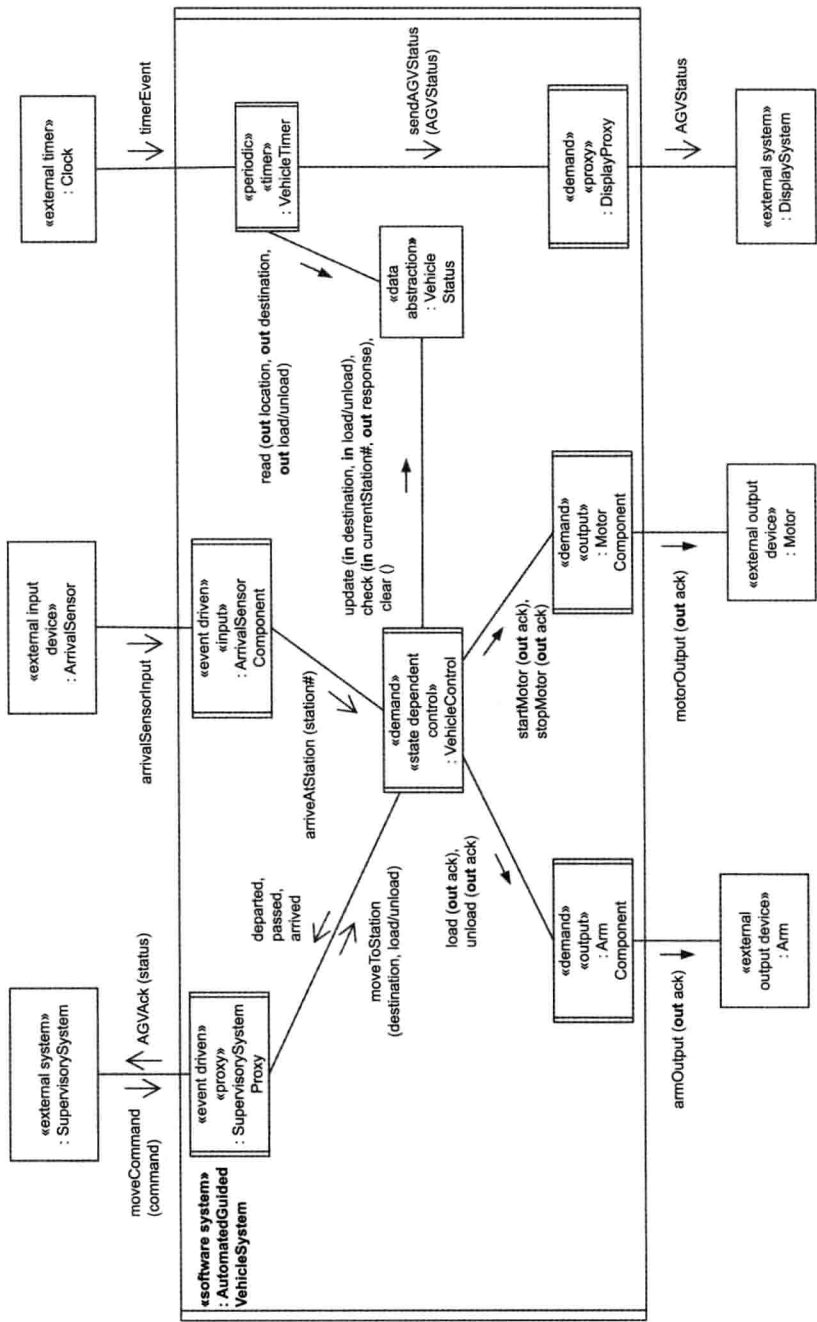 «external system»
: SupervisorySystem
moveCommand
(command)
AGVAck (status)
«external input
device»
: ArrivalSensor
arrivalSensorInput
«external timer»
: Clock
timerEvent
«software system»
: AutomatedGuided
VehicleSystem
«event driven»
«proxy»
: SupervisorySystem
Proxy
«event driven»
«input»
: ArrivalSensor
Component
«periodic»
«timer»
: VehicleTimer
departed,
passed,
arrived
moveToStation
(destination, load/unload)
arriveAtStation (station#)
read (out location, out destination,
out load/unload)
sendAGVStatus
(AGVStatus)
«demand»
«state dependent
control»
: VehicleControl
update (in destination, in load/unload),
check (in currentStation#, out response),
clear ()
«data
abstraction»
: Vehicle
Status
load (out ack),
unload (out ack)
startMotor (out ack),
stopMotor (out ack)
«demand»
«output»
: Arm
Component
«demand»
«output»
: Motor
Component
«demand»
«proxy»
: DisplayProxy
armOutput (out ack)
motorOutput (out ack)
AGVStatus
«external
output device»
: Arm
«external output
device»
: Motor
«external system»
: DisplaySystem